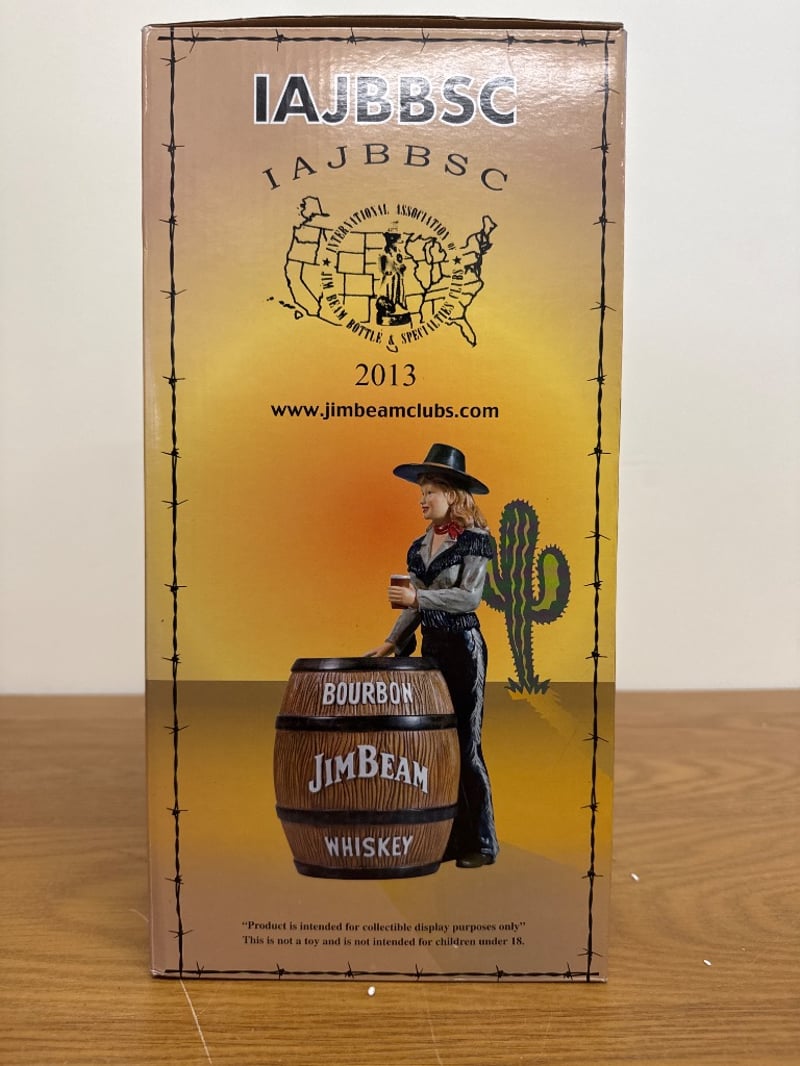 IAJBBSC
IAJBBSC
INTERNATIONAL ASSOCIATION OF
★ JIM BEAM BOTTLE & SPECIALTIES CLUBS ★
2013
www.jimbeamclubs.com
BOURBON
JIM BEAM
WHISKEY
“Product is intended for collectible display purposes only”
This is not a toy and is not intended for children under 18.